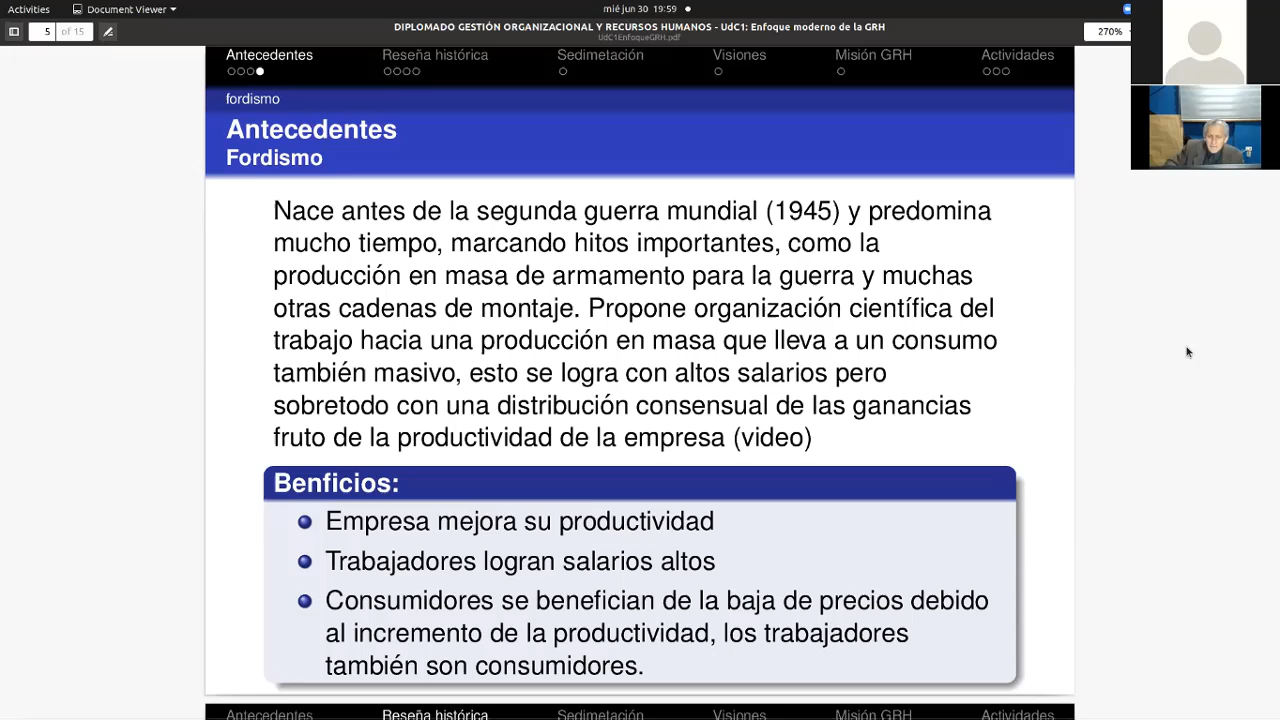 Activities
Document Viewer
mié jun 30 19:59
5 of 15
DIPLOMADO GESTIÓN ORGANIZACIONAL Y RECURSOS HUMANOS - UdC1: Enfoque moderno de la GRH
UdC1EnfoqueGRH.pdf
270%
Antecedentes Reseña histórica Sedimetación Visiones Misión GRH Actividades
fordismo
Antecedentes
Fordismo
Nace antes de la segunda guerra mundial (1945) y predomina
mucho tiempo, marcando hitos importantes, como la
producción en masa de armamento para la guerra y muchas
otras cadenas de montaje. Propone organización científica del
trabajo hacia una producción en masa que lleva a un consumo
también masivo, esto se logra con altos salarios pero
sobretodo con una distribución consensual de las ganancias
fruto de la productividad de la empresa (video)
Benficios:
Empresa mejora su productividad
Trabajadores logran salarios altos
Consumidores se benefician de la baja de precios debido
al incremento de la productividad, los trabajadores
también son consumidores.
Antecedentes Reseña histórica Sedimetación Visiones Misión GRH Actividades